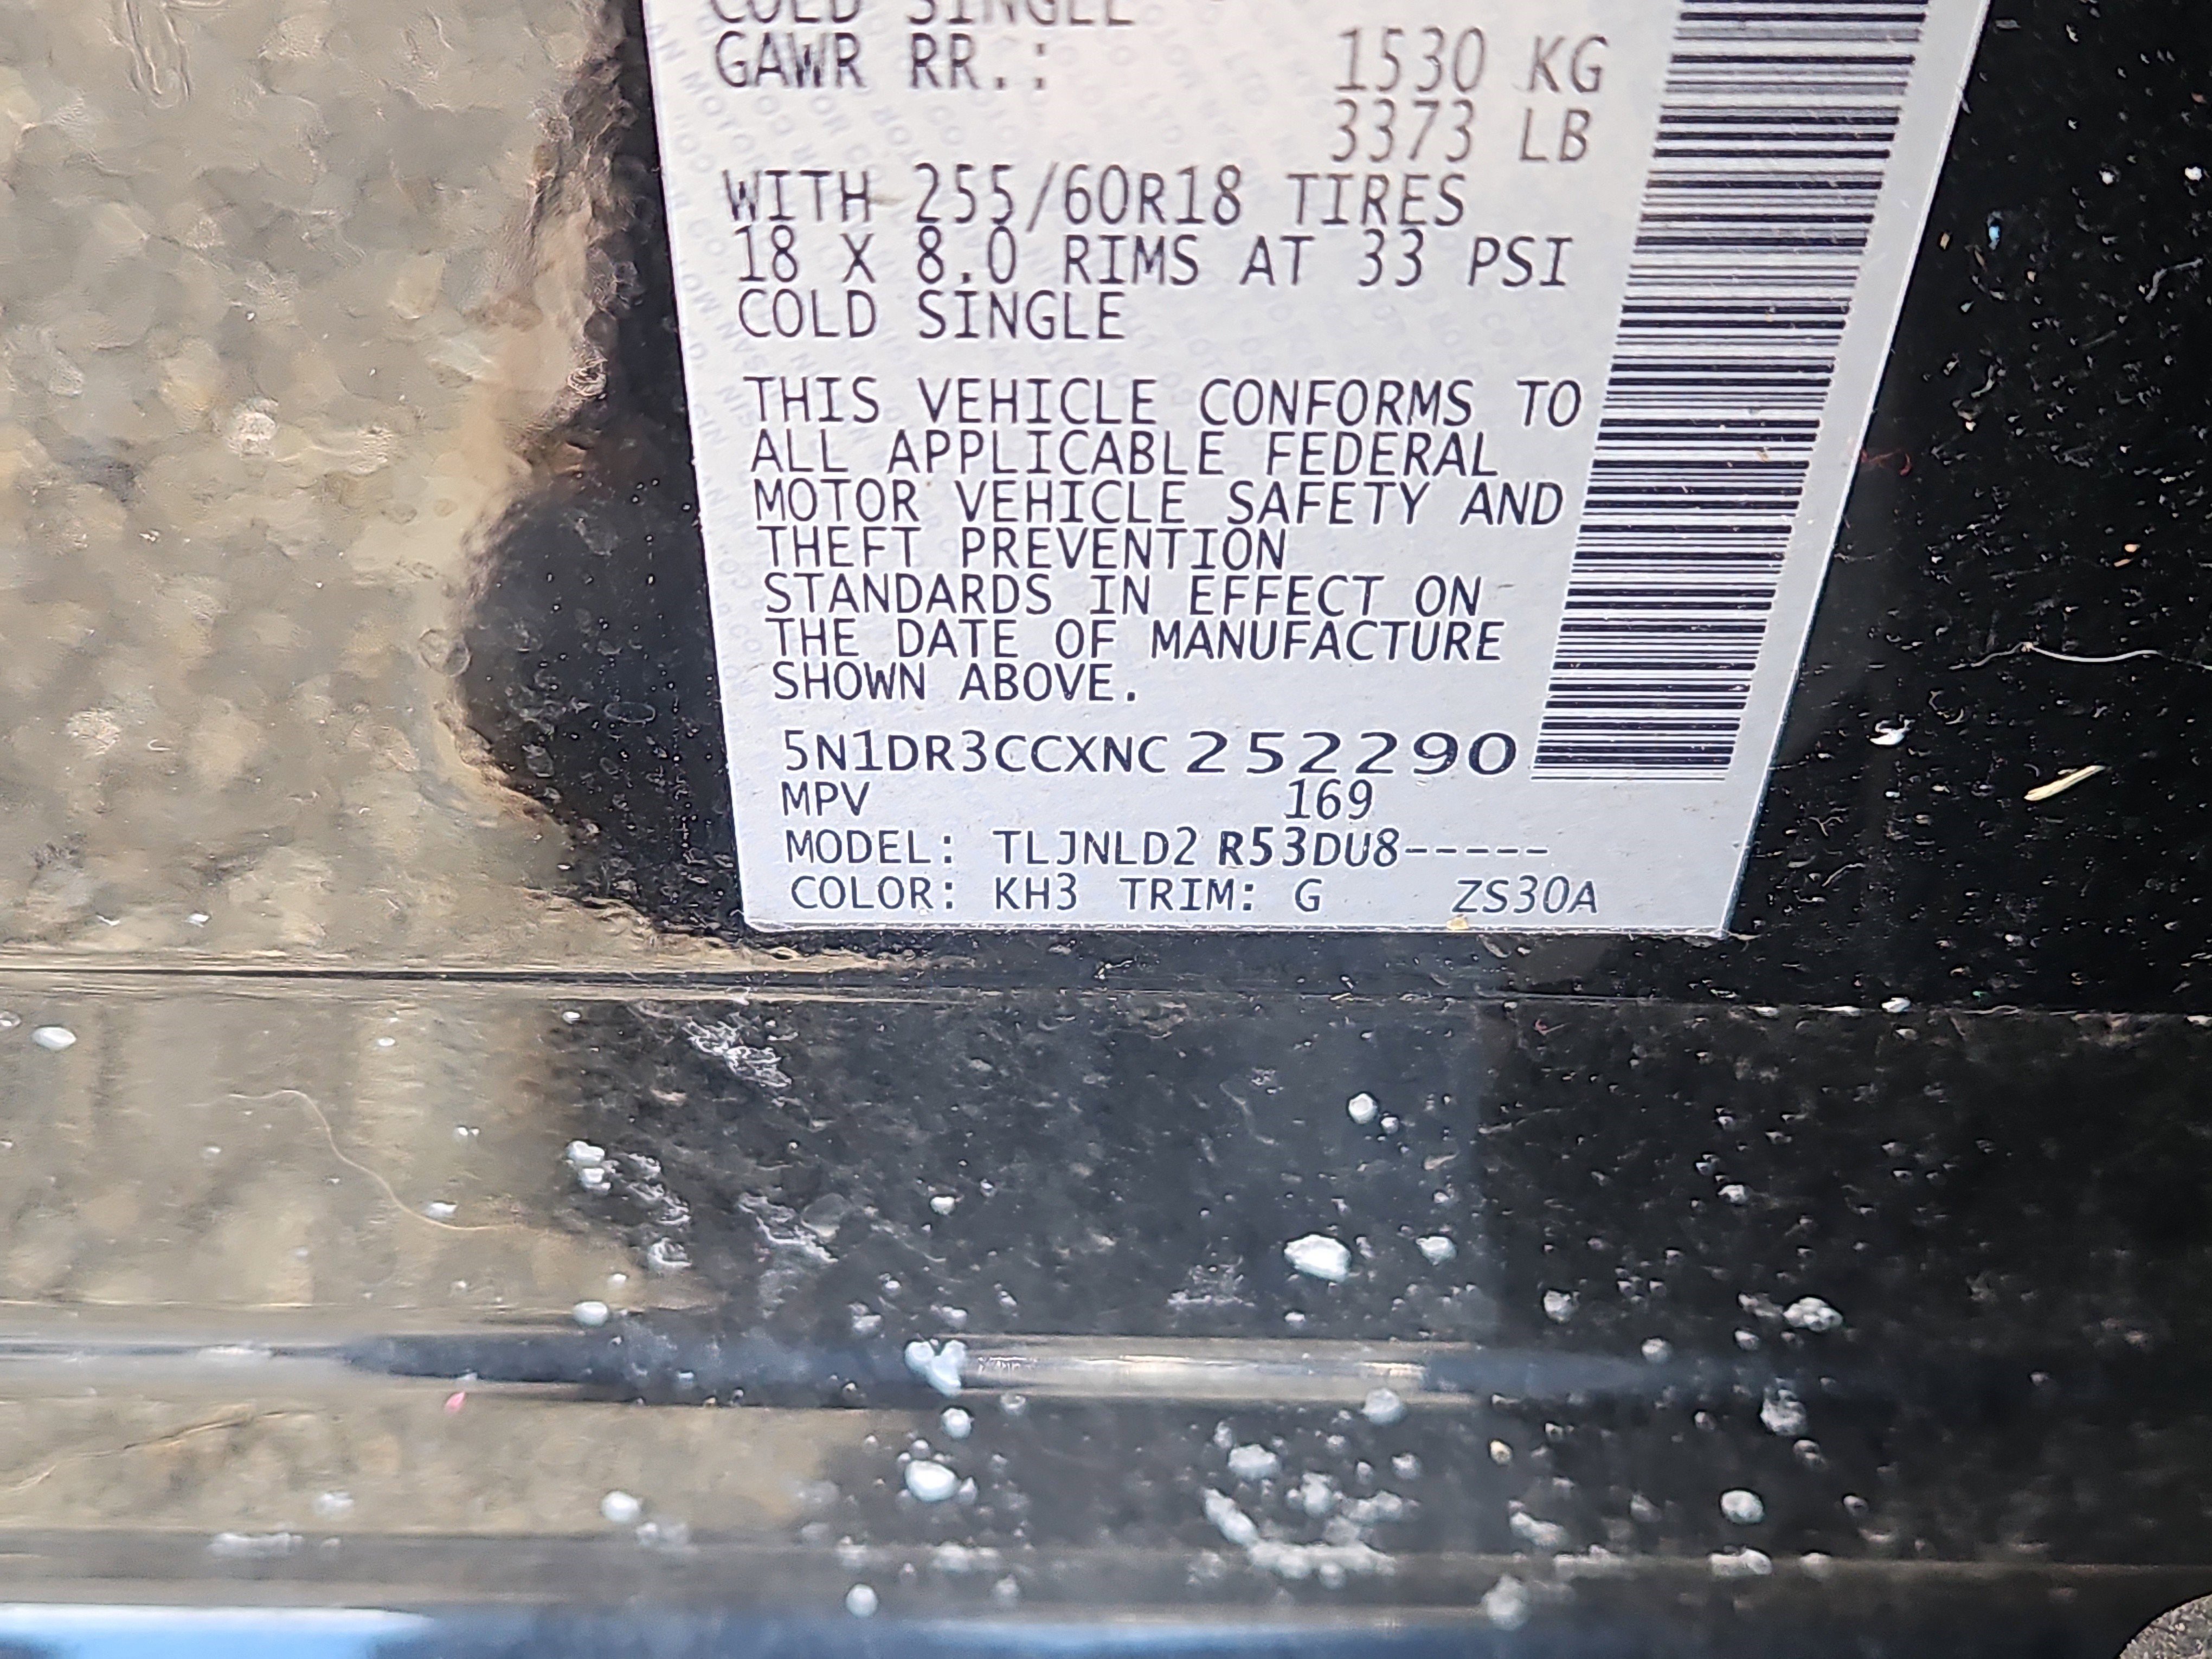 COLD SINGLE
GAWR RR.: 1530 KG
3373 LB
WITH 255/60R18 TIRES
18 X 8.0 RIMS AT 33 PSI
COLD SINGLE
THIS VEHICLE CONFORMS TO
ALL APPLICABLE FEDERAL
MOTOR VEHICLE SAFETY AND
THEFT PREVENTION
STANDARDS IN EFFECT ON
THE DATE OF MANUFACTURE
SHOWN ABOVE.
5N1DR3CCXNC252290
MPV 169
MODEL: TLJNLD2 R53DU8-----
COLOR: KH3 TRIM: G ZS30A